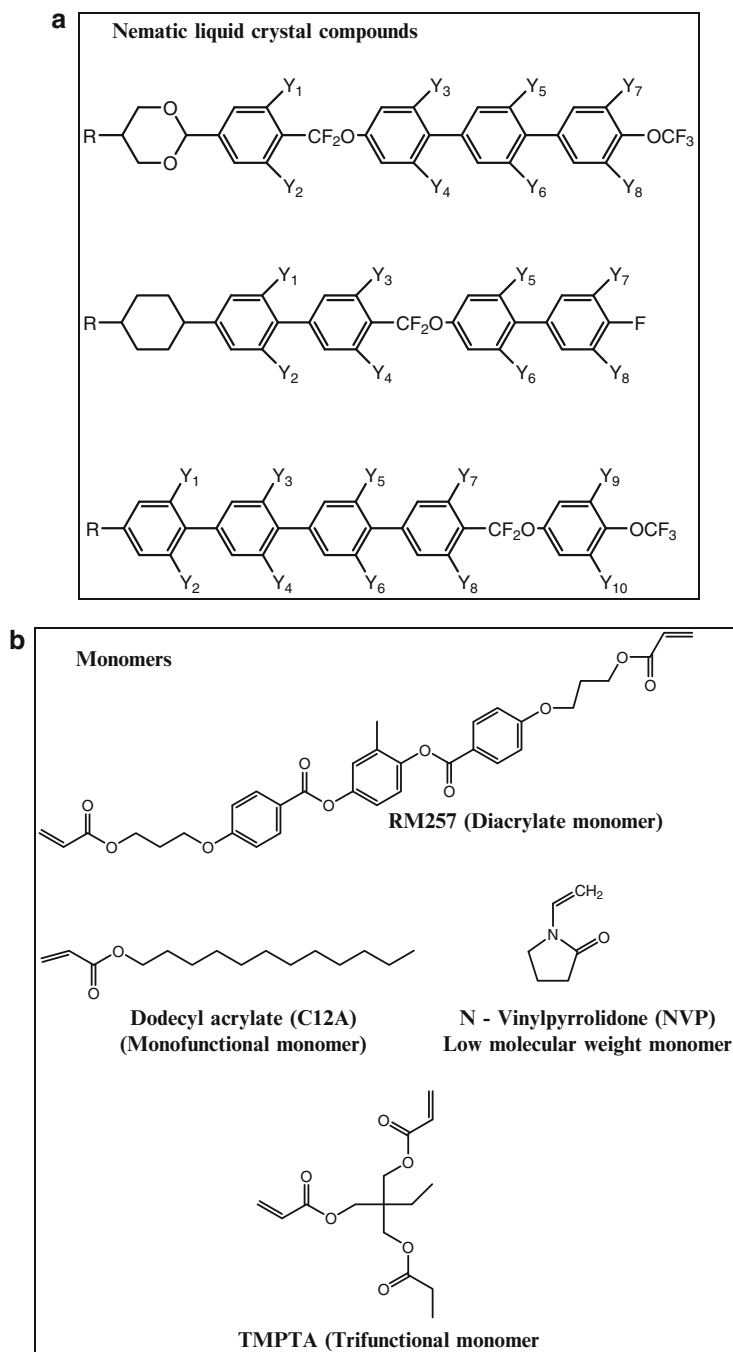 a
Nematic liquid crystal compounds
Y1 Y3 Y5 Y7
R O O CF2O OCF3
Y2 Y4 Y6 Y8
Y1 Y3 Y5 Y7
R CF2O F
Y2 Y4 Y6 Y8
Y1 Y3 Y5 Y7 Y9
R CF2O OCF3
Y2 Y4 Y6 Y8 Y10
b
Monomers
O O
O O
O O
O O
O O
RM257 (Diacrylate monomer)
O O
O O
Dodecyl acrylate (C12A)
(Monofunctional monomer)
CH2
N O
N - Vinylpyrrolidone (NVP)
Low molecular weight monomer
O O
O O
O O
TMPTA (Trifunctional monomer